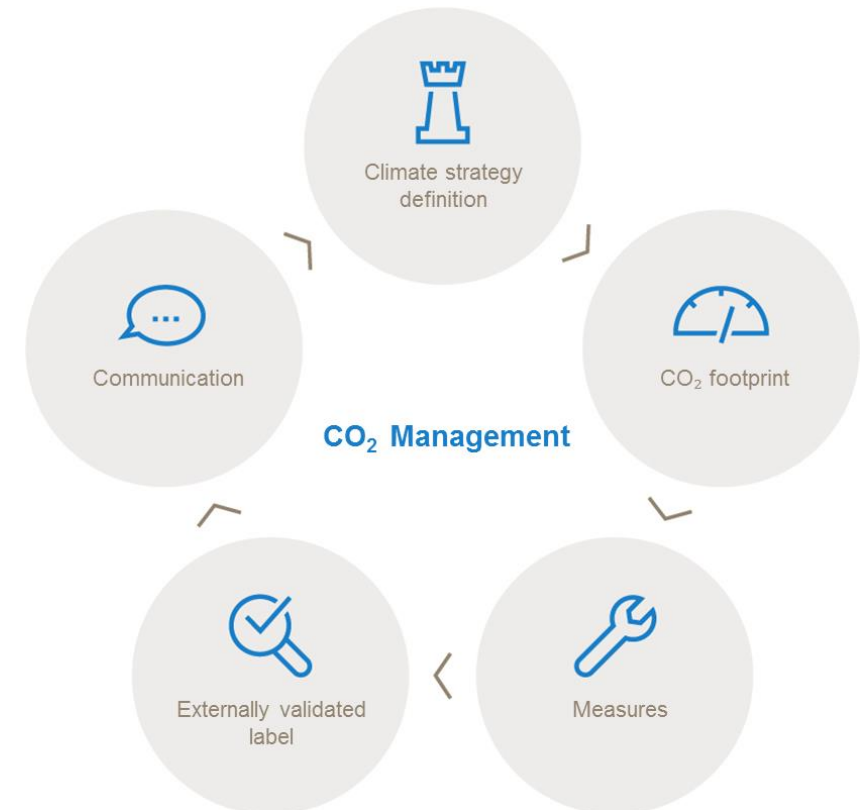 Climate strategy
definition
CO₂ footprint
Measures
Externally validated
label
Communication
CO₂ Management